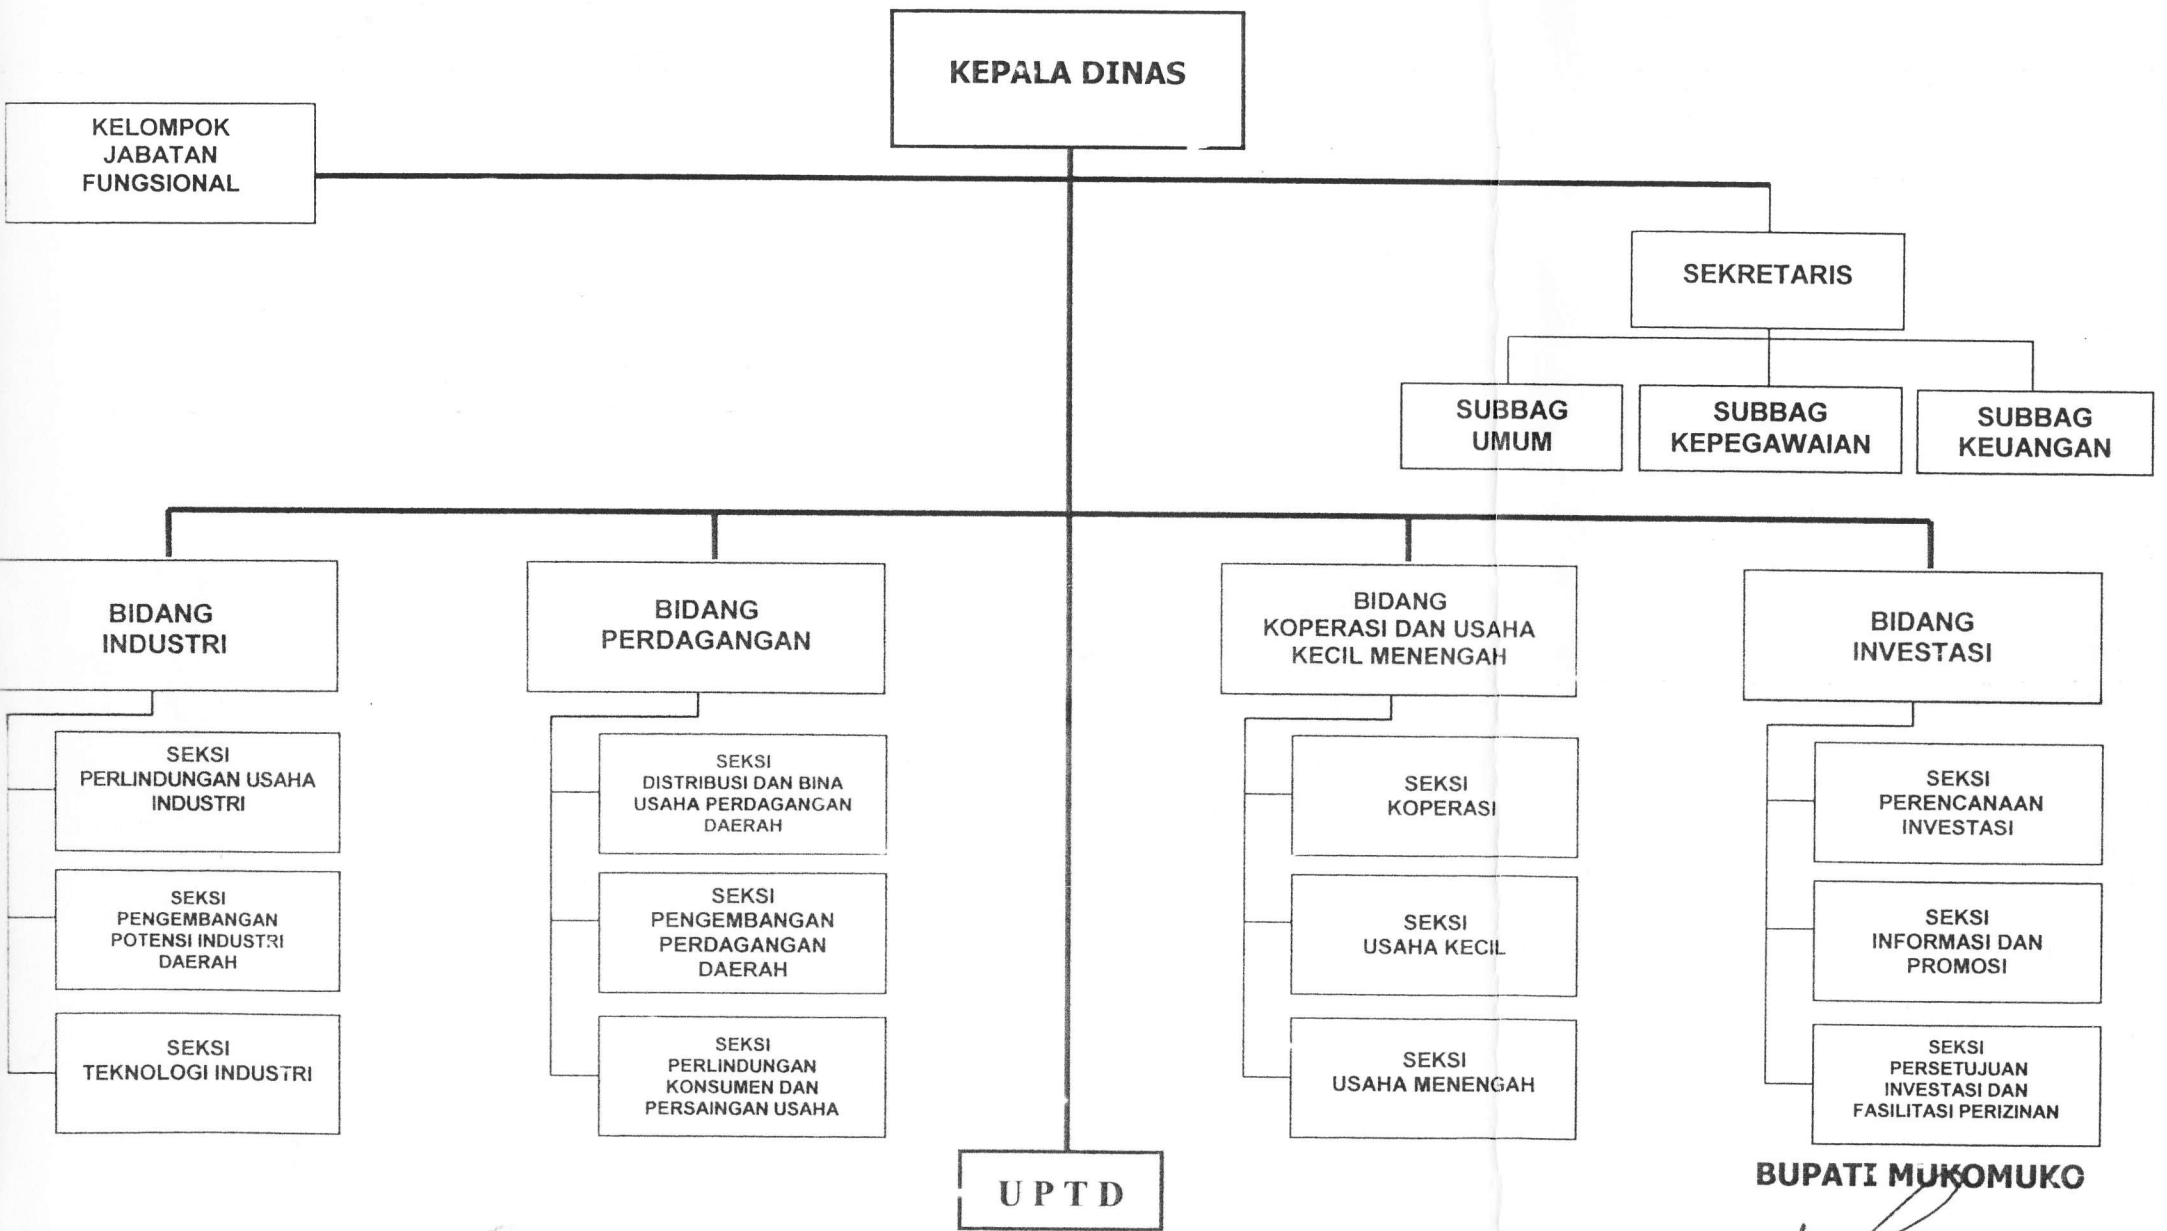 KEPALA DINAS
KELOMPOK
JABATAN
FUNGSIONAL
SEKRETARIS
SUBBAG
UMUM
SUBBAG
KEPEGAWAIAN
SUBBAG
KEUANGAN
BIDANG
INDUSTRI
BIDANG
PERDAGANGAN
BIDANG
KOPERASI DAN USAHA
KECIL MENENGAH
BIDANG
INVESTASI
SEKSI
PERLINDUNGAN USAHA
INDUSTRI
SEKSI
PENGEMBANGAN
POTENSI INDUSTRI
DAERAH
SEKSI
TEKNOLOGI INDUSTRI
SEKSI
DISTRIBUSI DAN BINA
USAHA PERDAGANGAN
DAERAH
SEKSI
PENGEMBANGAN
PERDAGANGAN
DAERAH
SEKSI
PERLINDUNGAN
KONSUMEN DAN
PERSAINGAN USAHA
SEKSI
KOPERASI
SEKSI
USAHA KECIL
SEKSI
USAHA MENENGAH
SEKSI
PERENCANAAN
INVESTASI
SEKSI
INFORMASI DAN
PROMOSI
SEKSI
PERSETUJUAN
INVESTASI DAN
FASILITASI PERIZINAN
UPTD
BUPATI MUKOMUKO